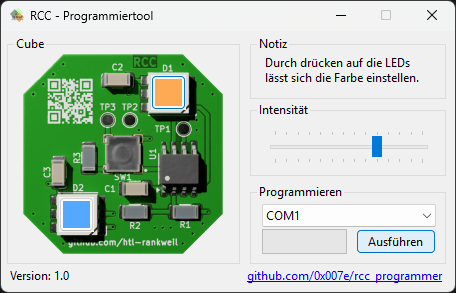 RCC - Programmiertool
Cube
RCC
C2
D1
TP3 TP2
TP1
R3
U1
C3
SW1
C1
D2
R2
R1
github.com/htl-rankweil
Notiz
Durch drücken auf die LEDs
lässt sich die Farbe einstellen.
Intensität
Programmieren
COM1
Ausführen
Version: 1.0
github.com/0x007e/rcc_programmer